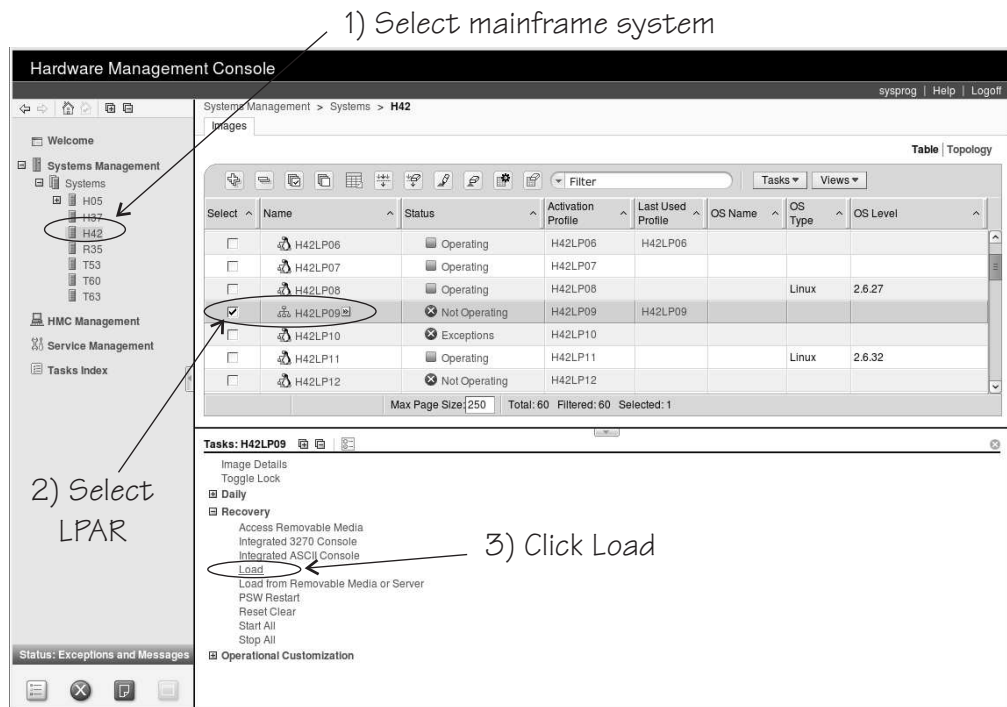 1) Select mainframe system
Hardware Management Console
sysprog | Help | Logoff
Systems Management > Systems > H42
Images
Welcome
Systems Management
Systems
H05
H37
H42
R35
T53
T60
T63
HMC Management
Service Management
Tasks Index
Table | Topology
Filter
Tasks
Views
Select Name Status Activation Profile Last Used Profile OS Name OS Type OS Level
H42LP06 Operating H42LP06 H42LP06
H42LP07 Operating H42LP07
H42LP08 Operating H42LP08 Linux 2.6.27
H42LP09 Not Operating H42LP09 H42LP09
H42LP10 Exceptions H42LP10
H42LP11 Operating H42LP11 Linux 2.6.32
H42LP12 Not Operating H42LP12
Max Page Size: 250 Total: 60 Filtered: 60 Selected: 1
2) Select
LPAR
Tasks: H42LP09
Image Details
Toggle Lock
Daily
Recovery
Access Removable Media
Integrated 3270 Console
Integrated ASCII Console
Load
Load from Removable Media or Server
PSW Restart
Reset Clear
Start All
Stop All
Operational Customization
3) Click Load
Status: Exceptions and Messages